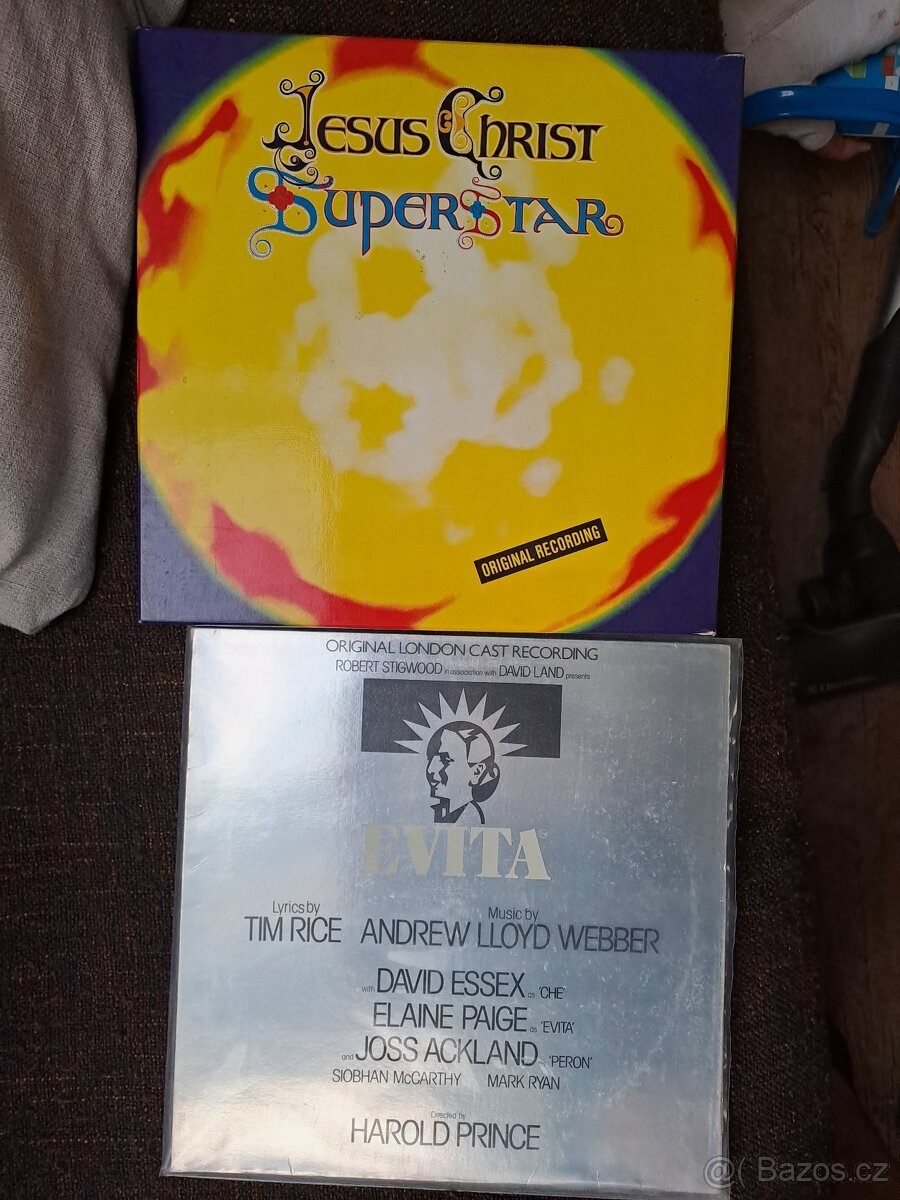 JESUS CHRIST
SUPERSTAR
ORIGINAL RECORDING
ORIGINAL LONDON CAST RECORDING
ROBERT STIGWOOD in association with DAVID LAND presents
EVITA™
Lyrics by
TIM RICE
Music by
ANDREW LLOYD WEBBER
with DAVID ESSEX as 'CHE'
ELAINE PAIGE as 'EVITA'
and JOSS ACKLAND as 'PERON'
SIOBHAN McCARTHY MARK RYAN
Directed by
HAROLD PRINCE
@( Bazos.cz